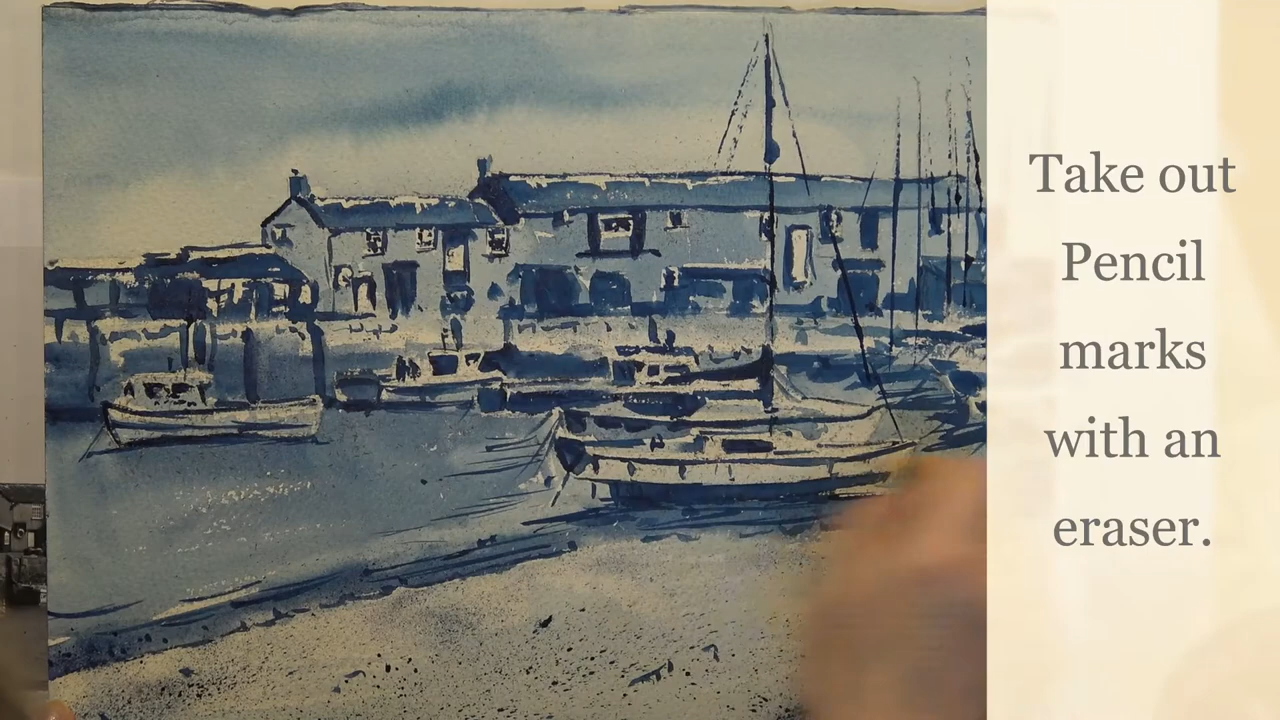 Take out
Pencil
marks
with an
eraser.